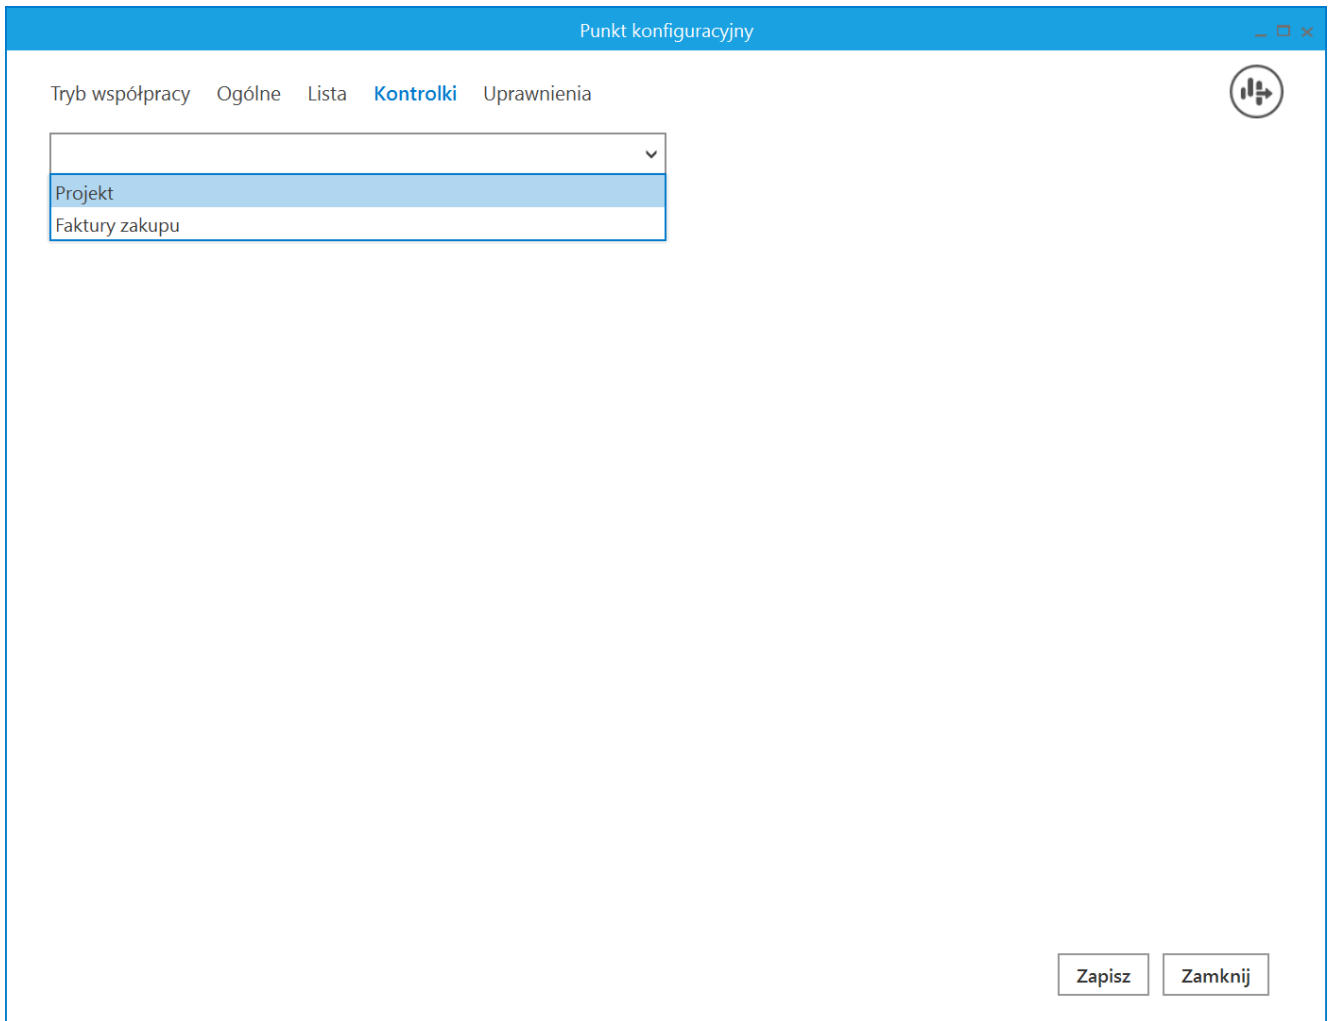 Punkt konfiguracyjny
Tryb współpracy Ogólne Lista Kontrolki Uprawnienia
Projekt
Faktury zakupu
Zapisz Zamknij